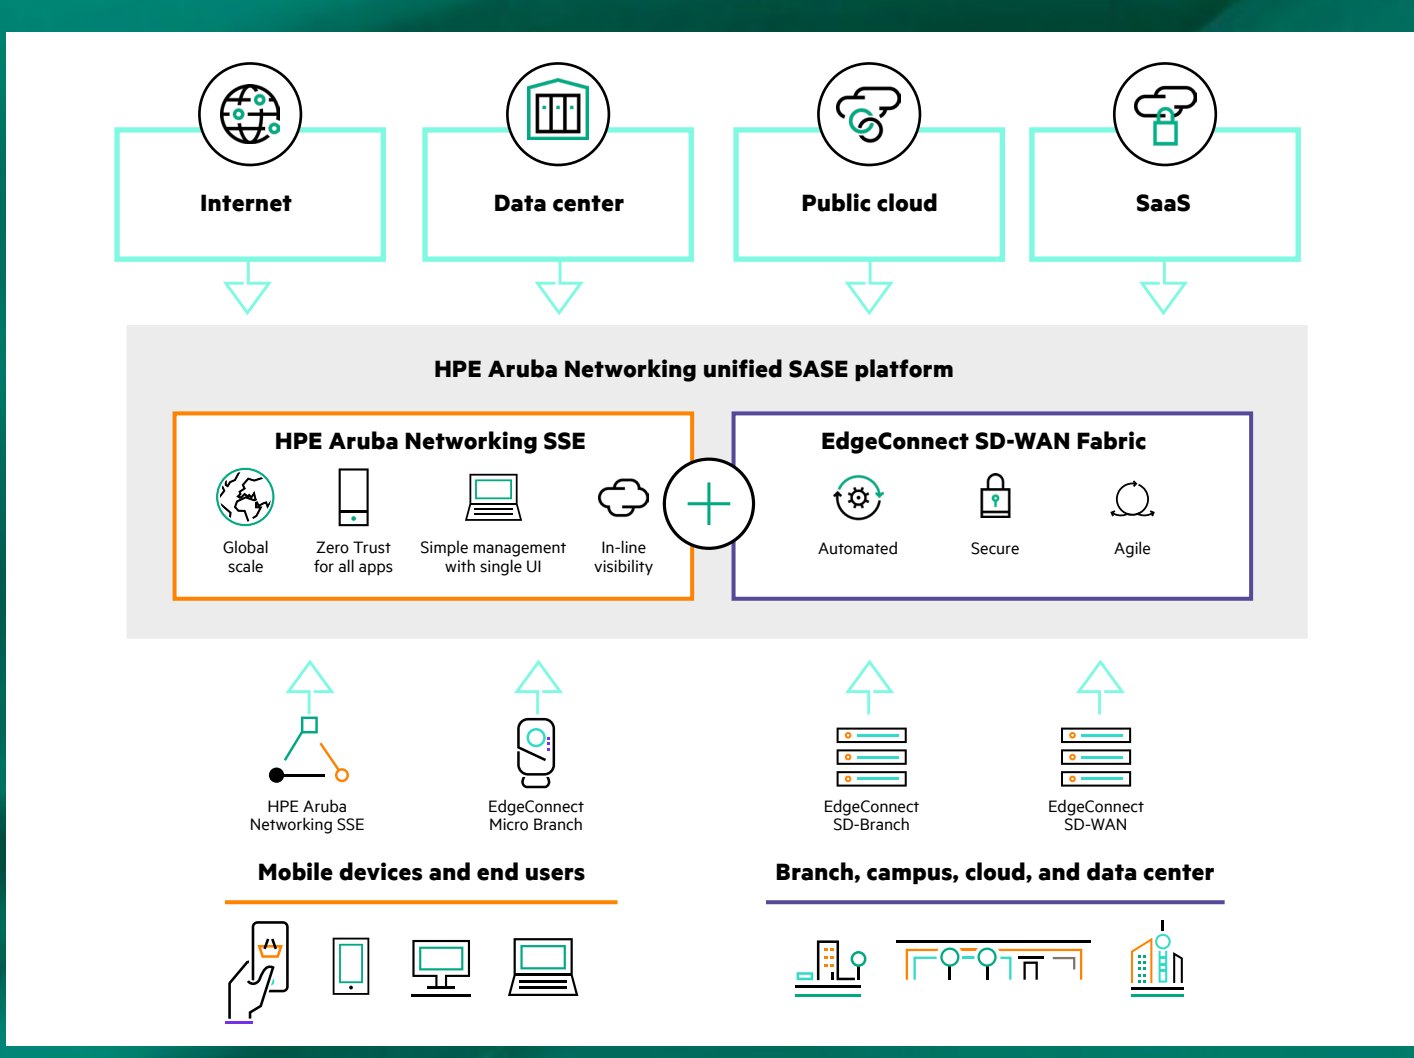 Internet
Data center
Public cloud
SaaS
HPE Aruba Networking unified SASE platform
HPE Aruba Networking SSE
Global
scale
Zero Trust
for all apps
Simple management
with single UI
In-line
visibility
EdgeConnect SD-WAN Fabric
Automated
Secure
Agile
HPE Aruba
Networking SSE
EdgeConnect
Micro Branch
EdgeConnect
SD-Branch
EdgeConnect
SD-WAN
Mobile devices and end users
Branch, campus, cloud, and data center